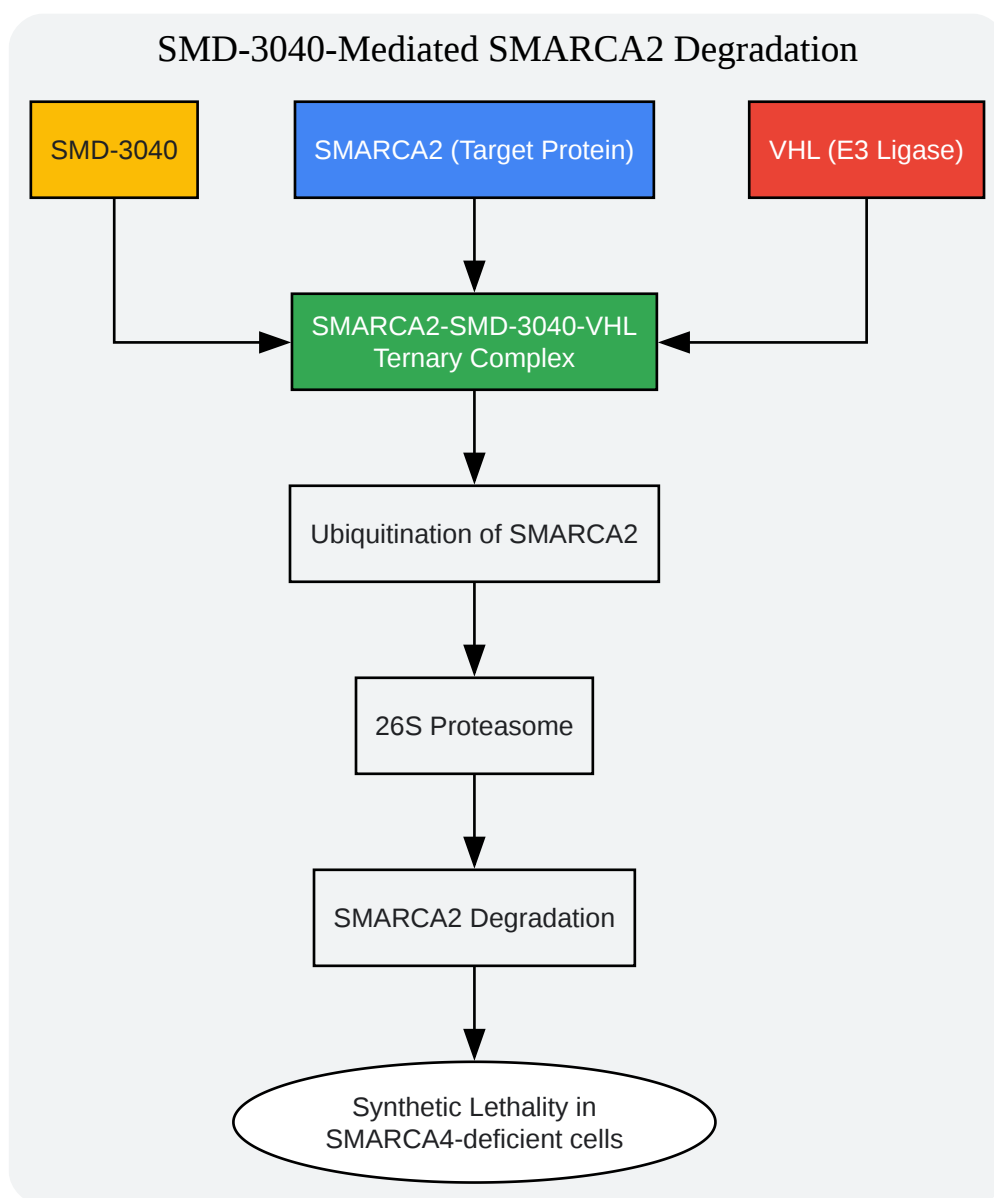 SMD-3040-Mediated SMARCA2 Degradation
SMD-3040
SMARCA2 (Target Protein)
VHL (E3 Ligase)
SMARCA2-SMD-3040-VHL
Ternary Complex
Ubiquitination of SMARCA2
26S Proteasome
SMARCA2 Degradation
Synthetic Lethality in
SMARCA4-deficient cells